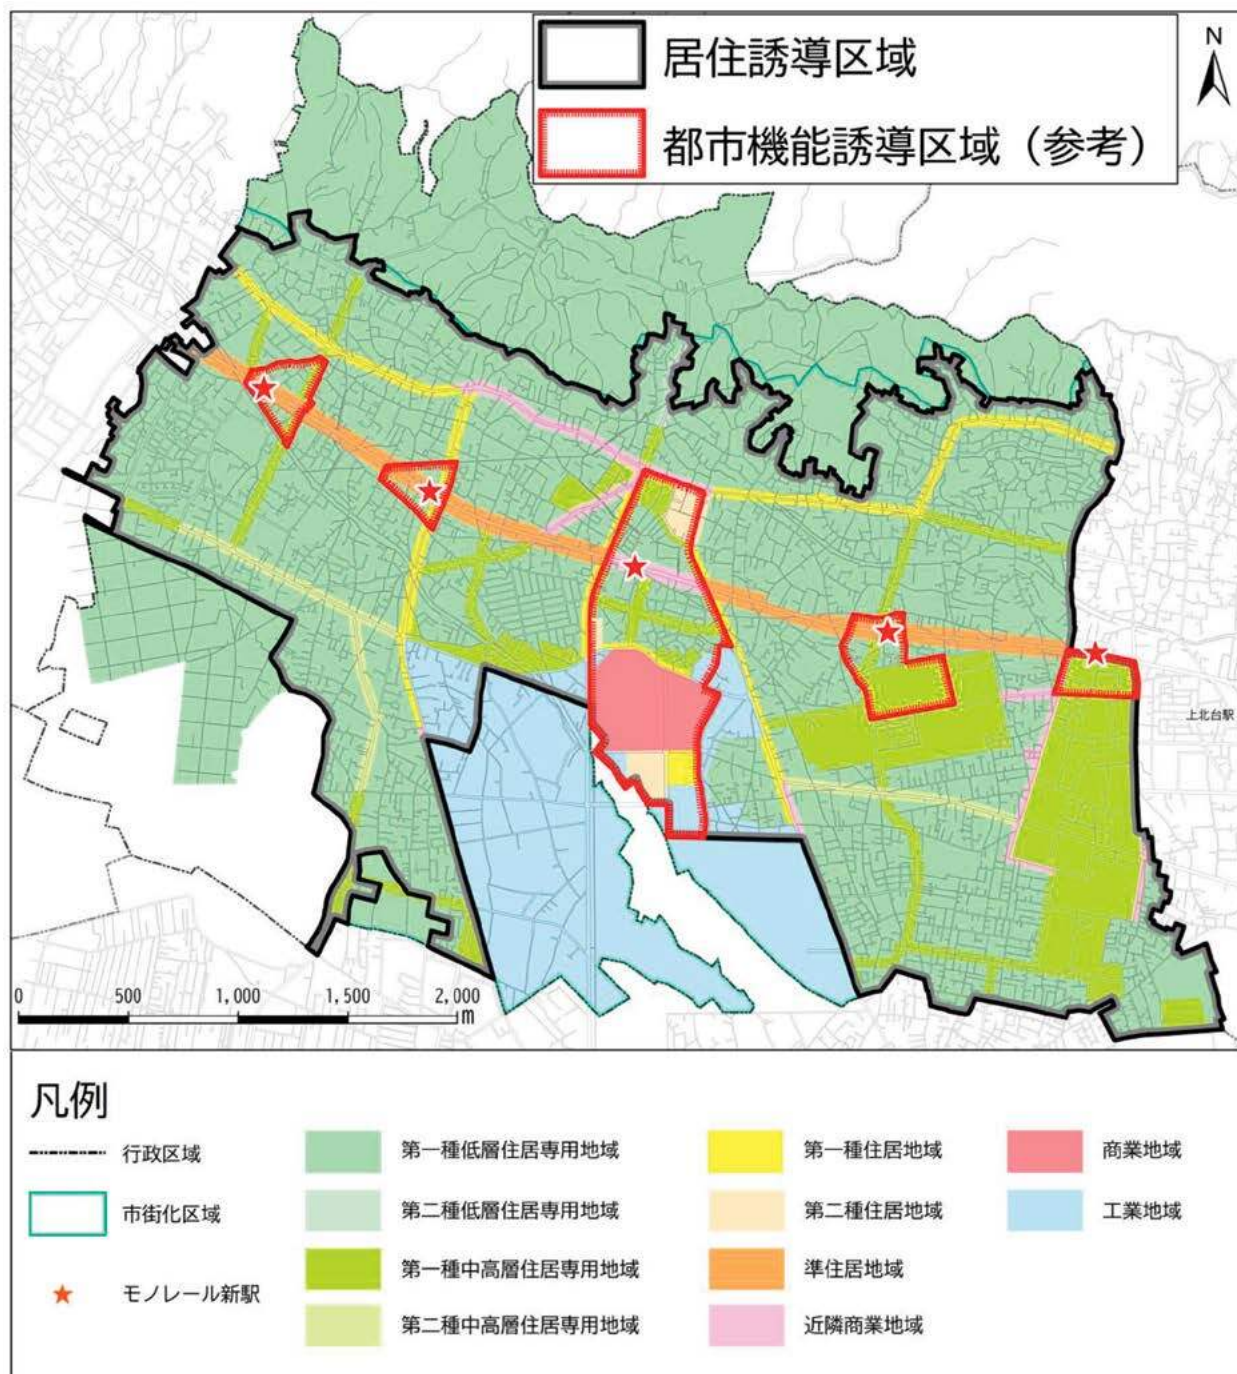 居住誘導区域
都市機能誘導区域（参考）
N
上北台駅
0 500 1,000 1,500 2,000
m
凡例
行政区域
市街化区域
モノレール新駅
第一種低層住居専用地域
第二種低層住居専用地域
第一種中高層住居専用地域
第二種中高層住居専用地域
第一種住居地域
第二種住居地域
準住居地域
近隣商業地域
商業地域
工業地域